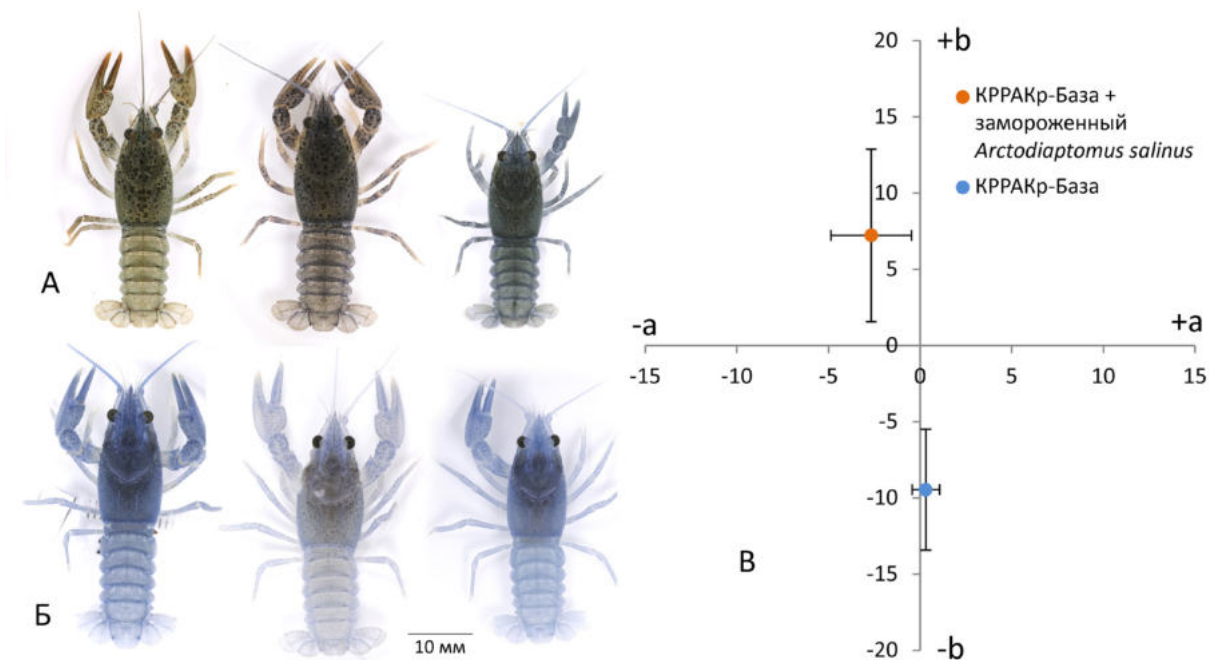 А
Б
10 мм
20
+b
15
КРРАКр-База +
замороженный
Arctodiaptomus salinus
КРРАКр-База
10
5
-a
+a
0
-15
-10
-5
0
5
10
15
-5
-10
В
-15
-20
-b